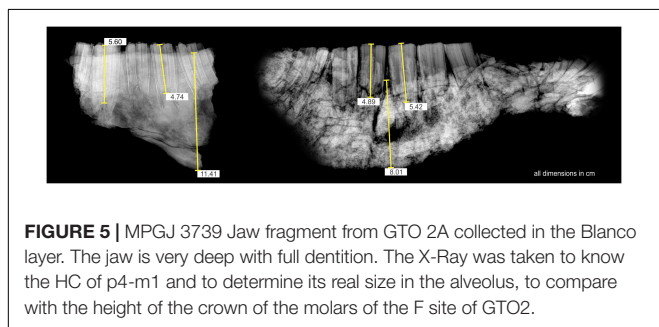 5.60
4.74
11.41
4.89
5.42
8.01
all dimensions in cm
FIGURE 5 | MPGJ 3739 Jaw fragment from GTO 2A collected in the Blanco
layer. The jaw is very deep with full dentition. The X-Ray was taken to know
the HC of p4-m1 and to determine its real size in the alveolus, to compare
with the height of the crown of the molars of the F site of GTO2.